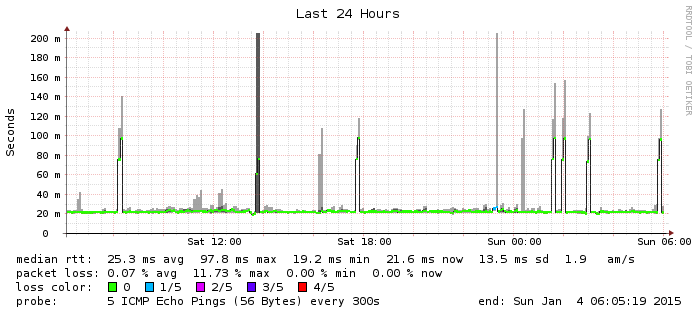 Last 24 Hours
RRDTOOL / TOBI OETIKER
Seconds
200 m
180 m
160 m
140 m
120 m
100 m
80 m
60 m
40 m
20 m
0
Sat 12:00 Sat 18:00 Sun 00:00 Sun 06:00
median rtt: 25.3 ms avg 97.8 ms max 19.2 ms min 21.6 ms now 13.5 ms sd 1.9 am/s
packet loss: 0.07 % avg 11.73 % max 0.00 % min 0.00 % now
loss color: 0 1/5 2/5 3/5 4/5
probe: 5 ICMP Echo Pings (56 Bytes) every 300s end: Sun Jan 4 06:05:19 2015